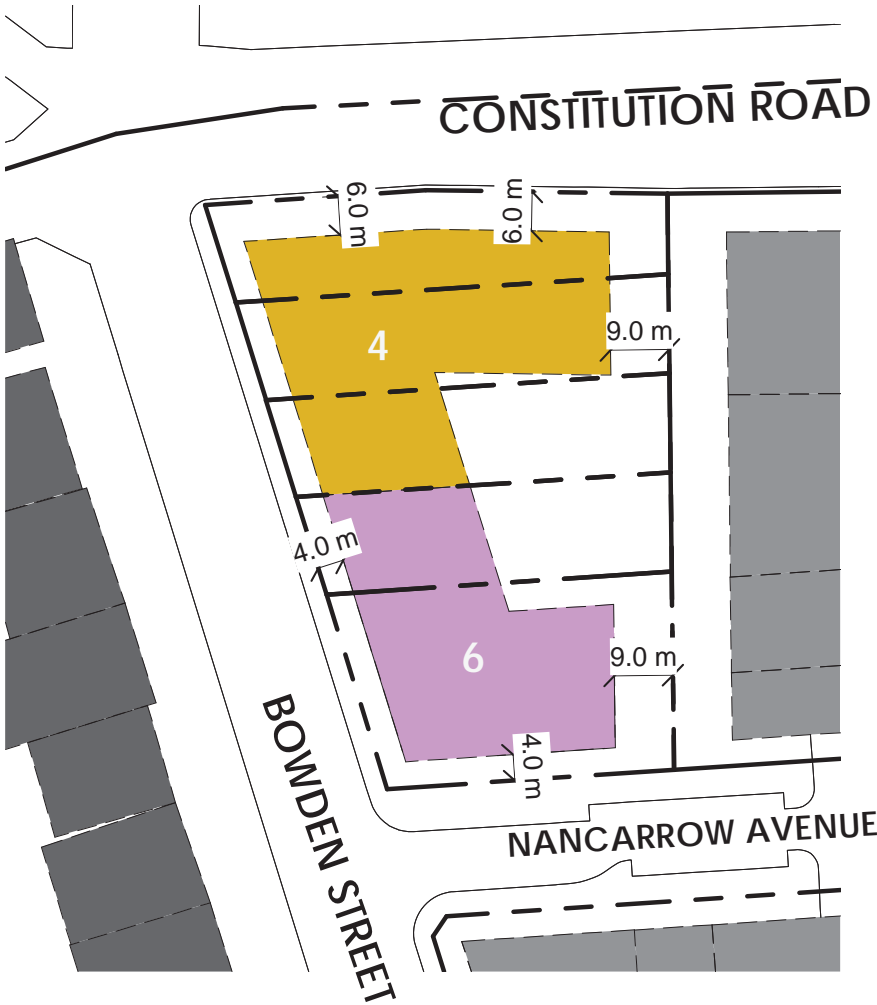 CONSTITUTION ROAD
6.0 m
6.0 m
4
9.0 m
4.0 m
6
9.0 m
4.0 m
BOWDEN STREET
NANCARROW AVENUE